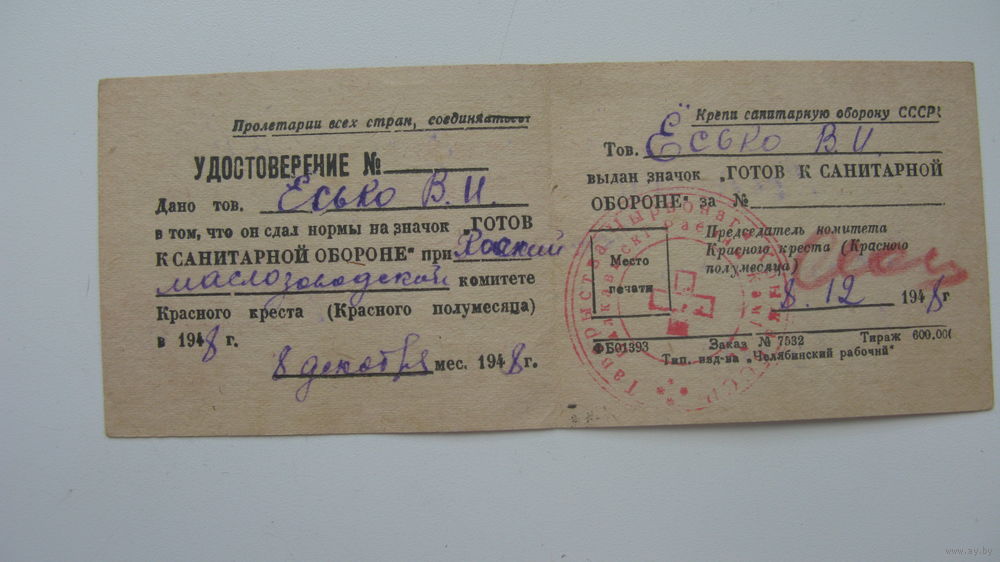 Пролетарии всех стран, соединяйтесь!
УДОСТОВЕРЕНИЕ №
Дано тов. Есько В. И.
в том, что он сдал нормы на значок „ГОТОВ
К САНИТАРНОЙ ОБОРОНЕ" при
маслозаводской комитете
Красного креста (Красного полумесяца)
в 1948 г.
8 декабря мес. 1948 г.
Крепи санитарную оборону СССР!
Тов. Есько В. И.
выдан значок „ГОТОВ К САНИТАРНОЙ
ОБОРОНЕ" за №
Место
печати
Председатель комитета
Красного креста (Красного
полумесяца)
8.12 1948 г
ФБ01393 Заказ № 7532 Тираж 600.000
Тип. изд-ва „Челябинский рабочий"
www.ay.by